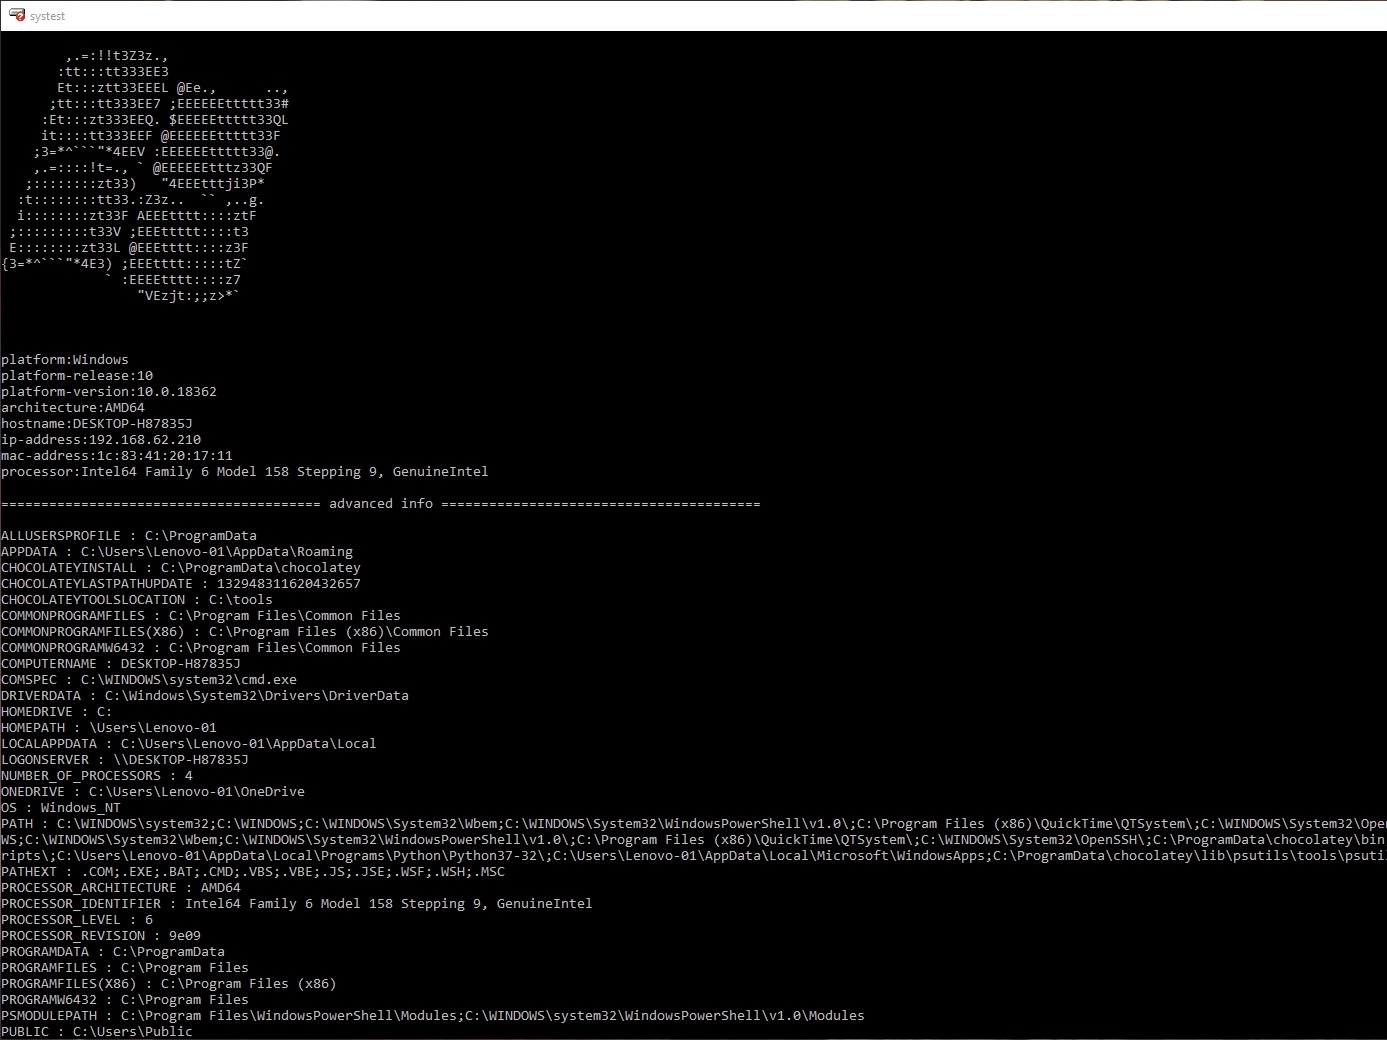 systest
         ,.=:!!t3Z3z.,
       :tt:::tt333EE3
       Et:::ztt33EEEL @Ee.,      ..,
      ;tt:::tt333EE7 ;EEEEEEttttt33#
     :Et:::zt333EEQ. $EEEEEttttt33QL
     it::::tt333EEF @EEEEEEttttt33F
    ;3=*^```"*4EEV :EEEEEEttttt33@.
    ,.=::::!t=., ` @EEEEEEtttz33QF
   ;::::::::zt33)   "4EEEtttji3P*
  :t::::::::tt33.:Z3z..  `` ,..g.
  i::::::::zt33F AEEEtttt::::ztF
 ;:::::::::t33V ;EEEttttt::::t3
 E::::::::zt33L @EEEtttt::::z3F
{3=*^```"*4E3) ;EEEtttt:::::tZ`
             ` :EEEEtttt::::z7
                 "VEzjt:;;z>*`
platform:Windows
platform-release:10
platform-version:10.0.18362
architecture:AMD64
hostname:DESKTOP-H87835J
ip-address:192.168.62.210
mac-address:1c:83:41:20:17:11
processor:Intel64 Family 6 Model 158 Stepping 9, GenuineIntel
======================================== advanced info ========================================
ALLUSERSPROFILE : C:\ProgramData
APPDATA : C:\Users\Lenovo-01\AppData\Roaming
CHOCOLATEYINSTALL : C:\ProgramData\chocolatey
CHOCOLATEYLASTPATHUPDATE : 132948311620432657
CHOCOLATEYTOOLSLOCATION : C:\tools
COMMONPROGRAMFILES : C:\Program Files\Common Files
COMMONPROGRAMFILES(X86) : C:\Program Files (x86)\Common Files
COMMONPROGRAMW6432 : C:\Program Files\Common Files
COMPUTERNAME : DESKTOP-H87835J
COMSPEC : C:\WINDOWS\system32\cmd.exe
DRIVERDATA : C:\Windows\System32\Drivers\DriverData
HOMEDRIVE : C:
HOMEPATH : \Users\Lenovo-01
LOCALAPPDATA : C:\Users\Lenovo-01\AppData\Local
LOGONSERVER : \\DESKTOP-H87835J
NUMBER_OF_PROCESSORS : 4
ONEDRIVE : C:\Users\Lenovo-01\OneDrive
OS : Windows_NT
PATH : C:\WINDOWS\system32;C:\WINDOWS;C:\WINDOWS\System32\Wbem;C:\WINDOWS\System32\WindowsPowerShell\v1.0\;C:\Program Files (x86)\QuickTime\QTSystem\;C:\WINDOWS\System32\Ope
WS;C:\WINDOWS\System32\Wbem;C:\WINDOWS\System32\WindowsPowerShell\v1.0\;C:\Program Files (x86)\QuickTime\QTSystem\;C:\WINDOWS\System32\OpenSSH\;C:\ProgramData\chocolatey\bin
ripts\;C:\Users\Lenovo-01\AppData\Local\Programs\Python\Python37-32\;C:\Users\Lenovo-01\AppData\Local\Microsoft\WindowsApps;C:\ProgramData\chocolatey\lib\psutils\tools\psuti
PATHEXT : .COM;.EXE;.BAT;.CMD;.VBS;.VBE;.JS;.JSE;.WSF;.WSH;.MSC
PROCESSOR_ARCHITECTURE : AMD64
PROCESSOR_IDENTIFIER : Intel64 Family 6 Model 158 Stepping 9, GenuineIntel
PROCESSOR_LEVEL : 6
PROCESSOR_REVISION : 9e09
PROGRAMDATA : C:\ProgramData
PROGRAMFILES : C:\Program Files
PROGRAMFILES(X86) : C:\Program Files (x86)
PROGRAMW6432 : C:\Program Files
PSMODULEPATH : C:\Program Files\WindowsPowerShell\Modules;C:\WINDOWS\system32\WindowsPowerShell\v1.0\Modules
PUBLIC : C:\Users\Public